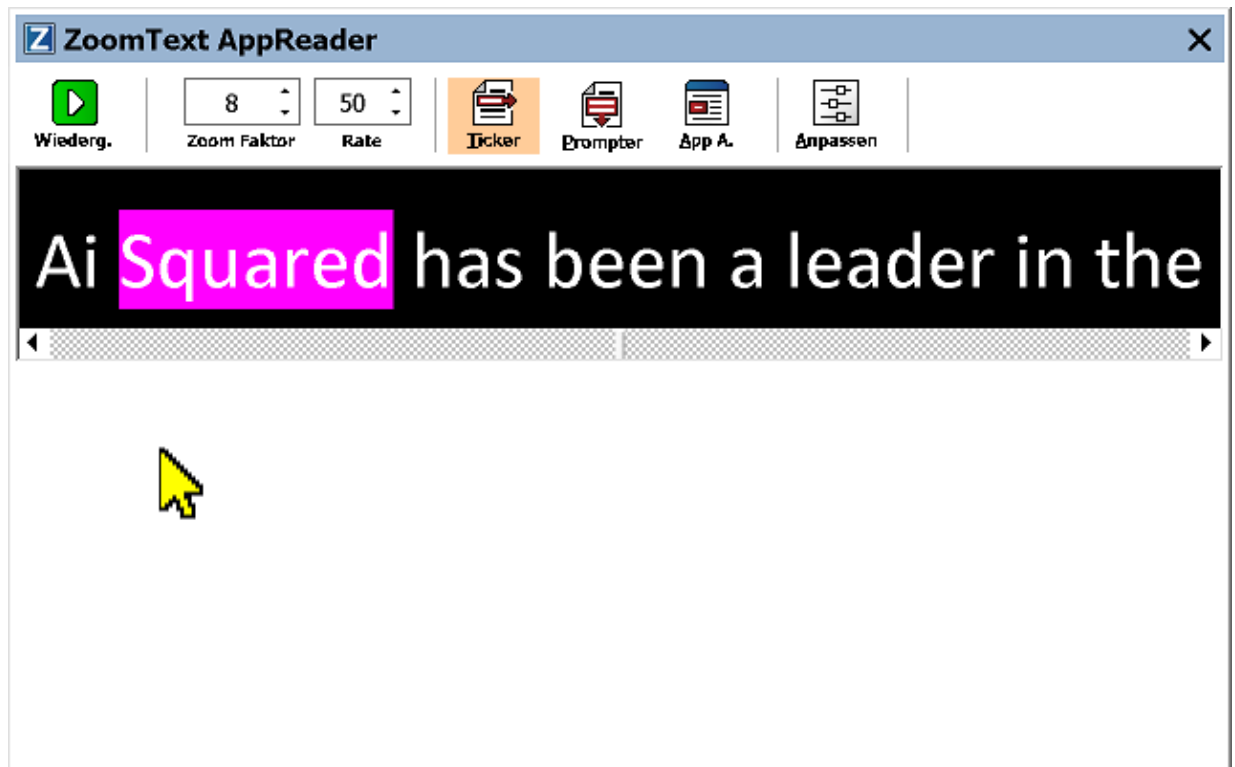 Z ZoomText AppReader
8 50
Wiederg. Zoom Faktor Rate Ticker Prompter App A. Anpassen
Ai Squared has been a leader in the